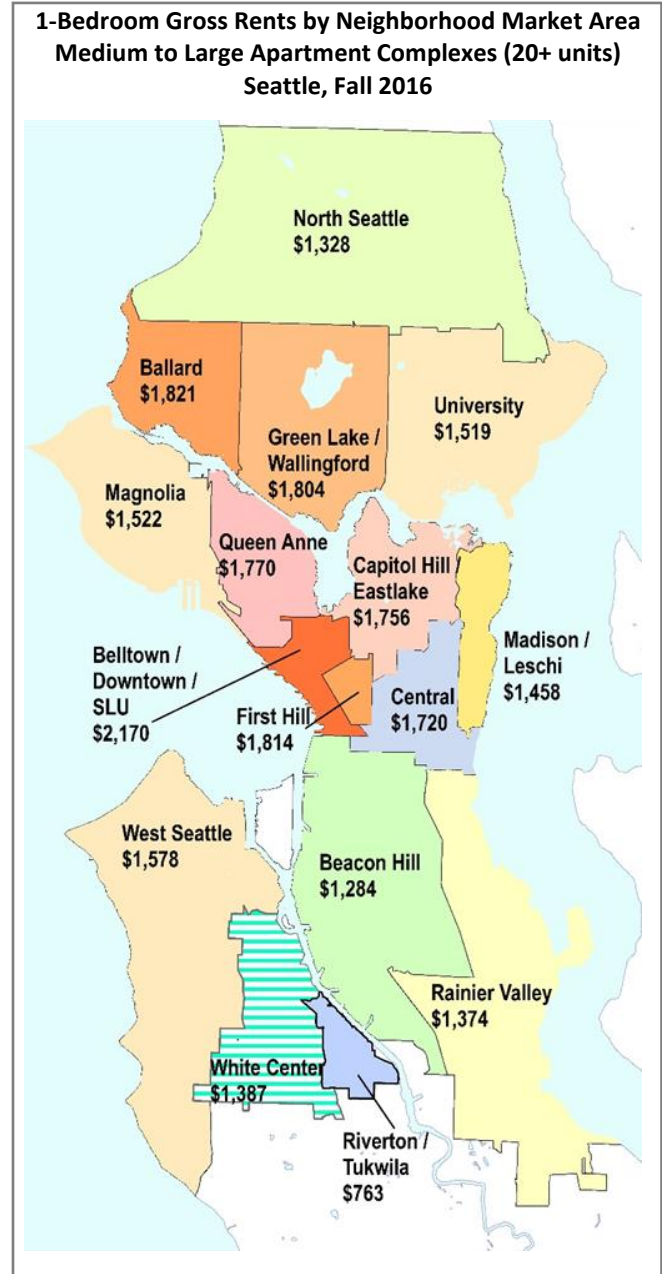 1-Bedroom Gross Rents by Neighborhood Market Area
Medium to Large Apartment Complexes (20+ units)
Seattle, Fall 2016
North Seattle
$1,328
Ballard
$1,821
Green Lake /
Wallingford
$1,804
University
$1,519
Magnolia
$1,522
Queen Anne
$1,770
Capitol Hill /
Eastlake
$1,756
Belltown /
Downtown /
SLU
$2,170
First Hill
$1,814
Central
$1,720
Madison /
Leschi
$1,458
West Seattle
$1,578
Beacon Hill
$1,284
Rainier Valley
$1,374
White Center
$1,387
Riverton /
Tukwila
$763